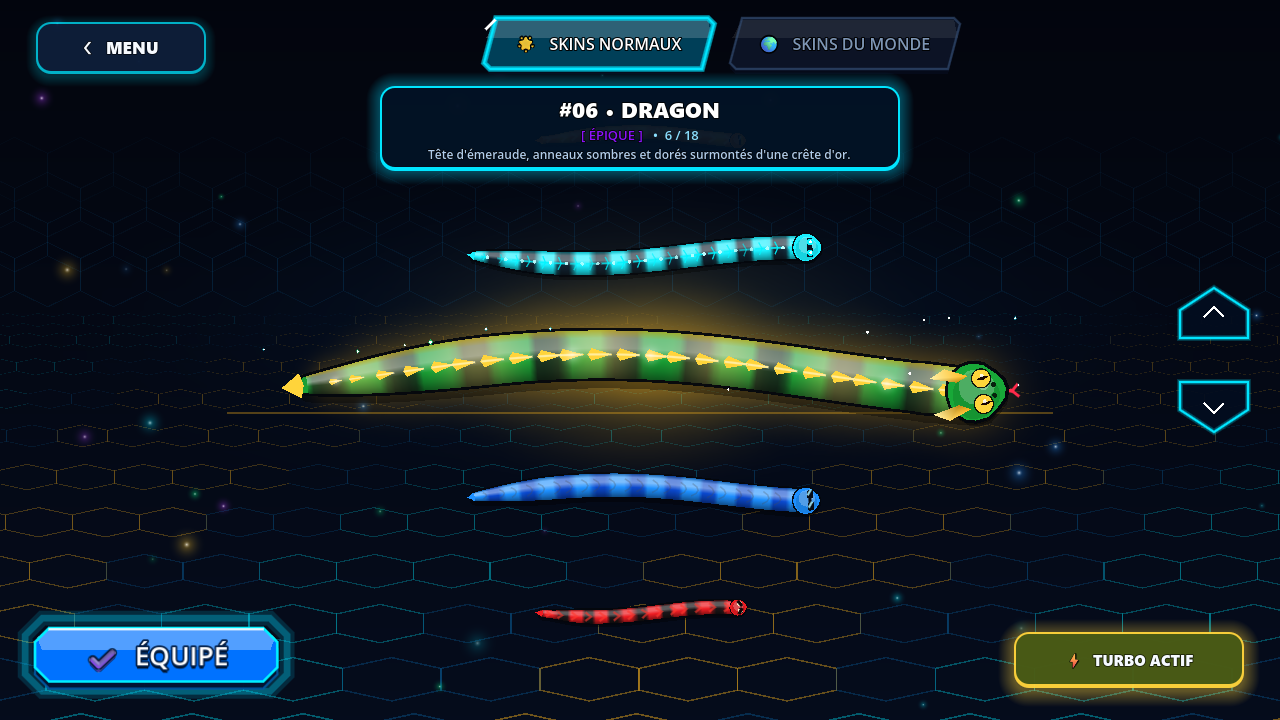 MENU
SKINS NORMAUX
SKINS DU MONDE
#06 • DRAGON
[ ÉPIQUE ] • 6 / 18
Tête d'émeraude, anneaux sombres et dorés surmontés d'une crête d'or.
ÉQUIPÉ
TURBO ACTIF